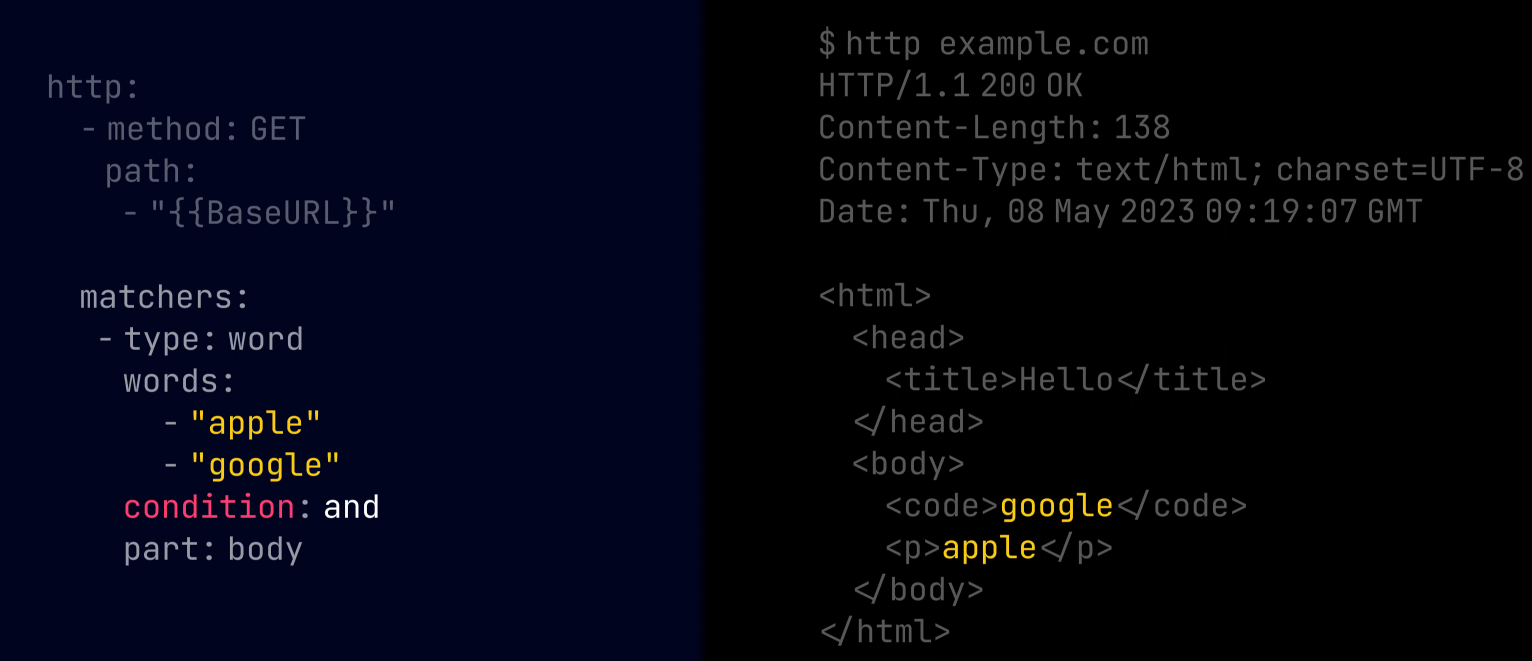 http:
  - method: GET
    path:
      - "{{BaseURL}}"
  matchers:
    - type: word
      words:
        - "apple"
        - "google"
      condition: and
      part: body
$ http example.com
HTTP/1.1 200 OK
Content-Length: 138
Content-Type: text/html; charset=UTF-8
Date: Thu, 08 May 2023 09:19:07 GMT
<html>
  <head>
    <title>Hello</title>
  </head>
  <body>
    <code>google</code>
    <p>apple</p>
  </body>
</html>